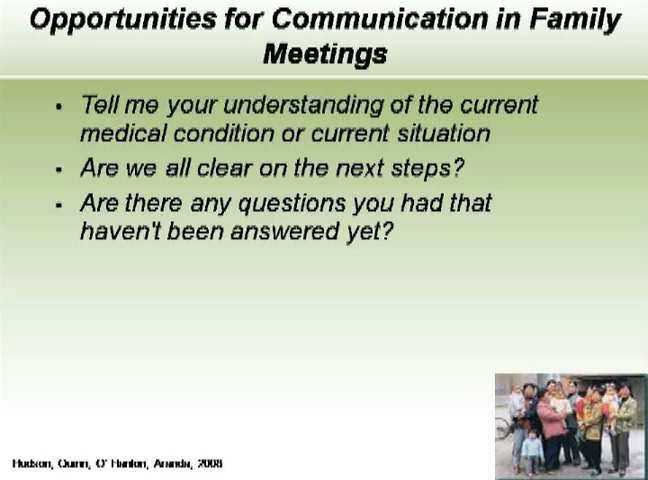 Opportunities for Communication in Family
Meetings
• Tell me your understanding of the current
medical condition or current situation
• Are we all clear on the next steps?
• Are there any questions you had that
haven't been answered yet?
Hudson, Quinn, O' Hanlon, Aranda, 2008